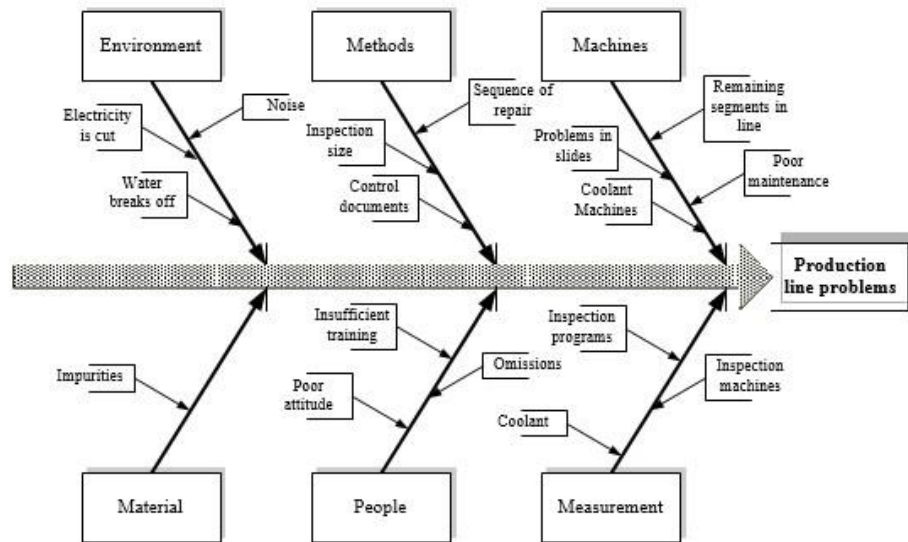 Environment
Methods
Machines
Noise
Electricity
is cut
Water
breaks off
Sequence of
repair
Inspection
size
Control
documents
Remaining
segments in
line
Problems in
slides
Poor
maintenance
Coolant
Machines
Production
line problems
Impurities
Insufficient
training
Omissions
Poor
attitude
Inspection
programs
Inspection
machines
Coolant
Material
People
Measurement